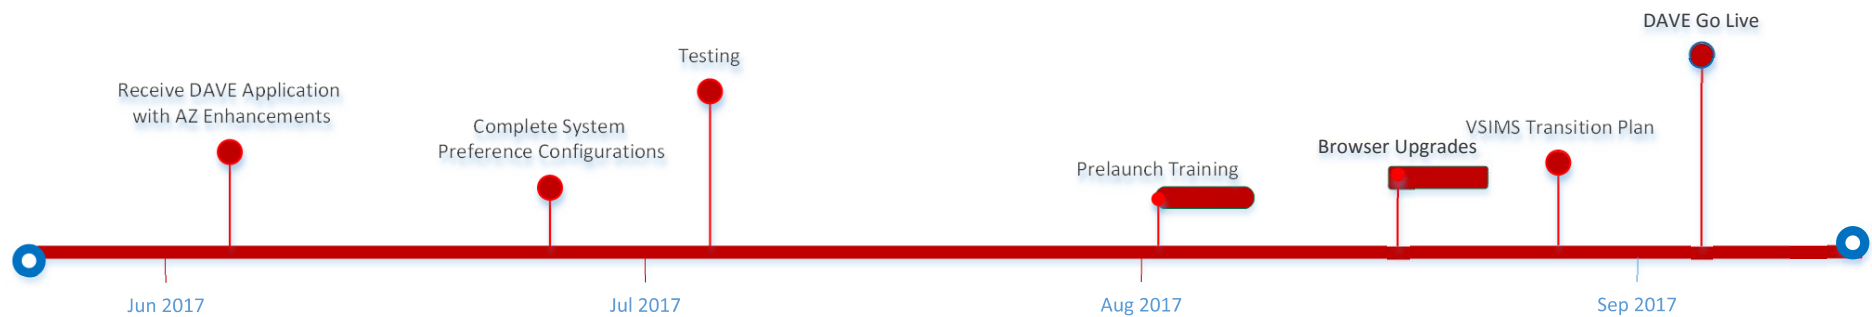 Receive DAVE Application
with AZ Enhancements
Complete System
Preference Configurations
Testing
Prelaunch Training
Browser Upgrades
VSIMS Transition Plan
DAVE Go Live
Jun 2017
Jul 2017
Aug 2017
Sep 2017